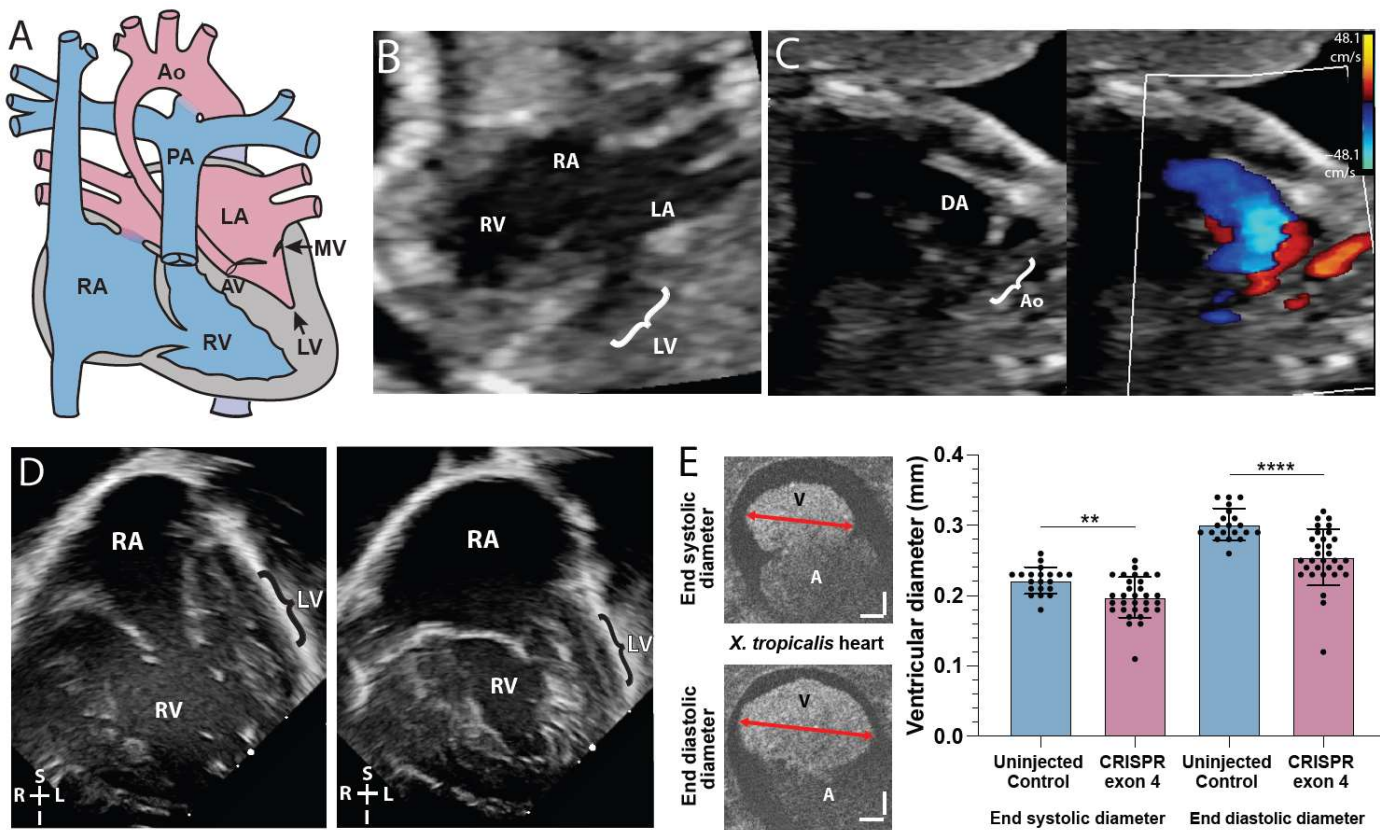 A
Ao
PA
LA
MV
RA
AV
RV
LV
B
RA
RV
LA
LV
C
DA
Ao
48.1
cm/s
-48.1
cm/s
D
RA
LV
RV
S
R L
I
RA
LV
RV
S
R L
I
E
End systolic
diameter
V
A
X. tropicalis heart
End diastolic
diameter
V
A
Ventricular diameter (mm)
0.4
0.3
0.2
0.1
0.0
**
****
Uninjected
Control
CRISPR
exon 4
Uninjected
Control
CRISPR
exon 4
End systolic diameter
End diastolic diameter